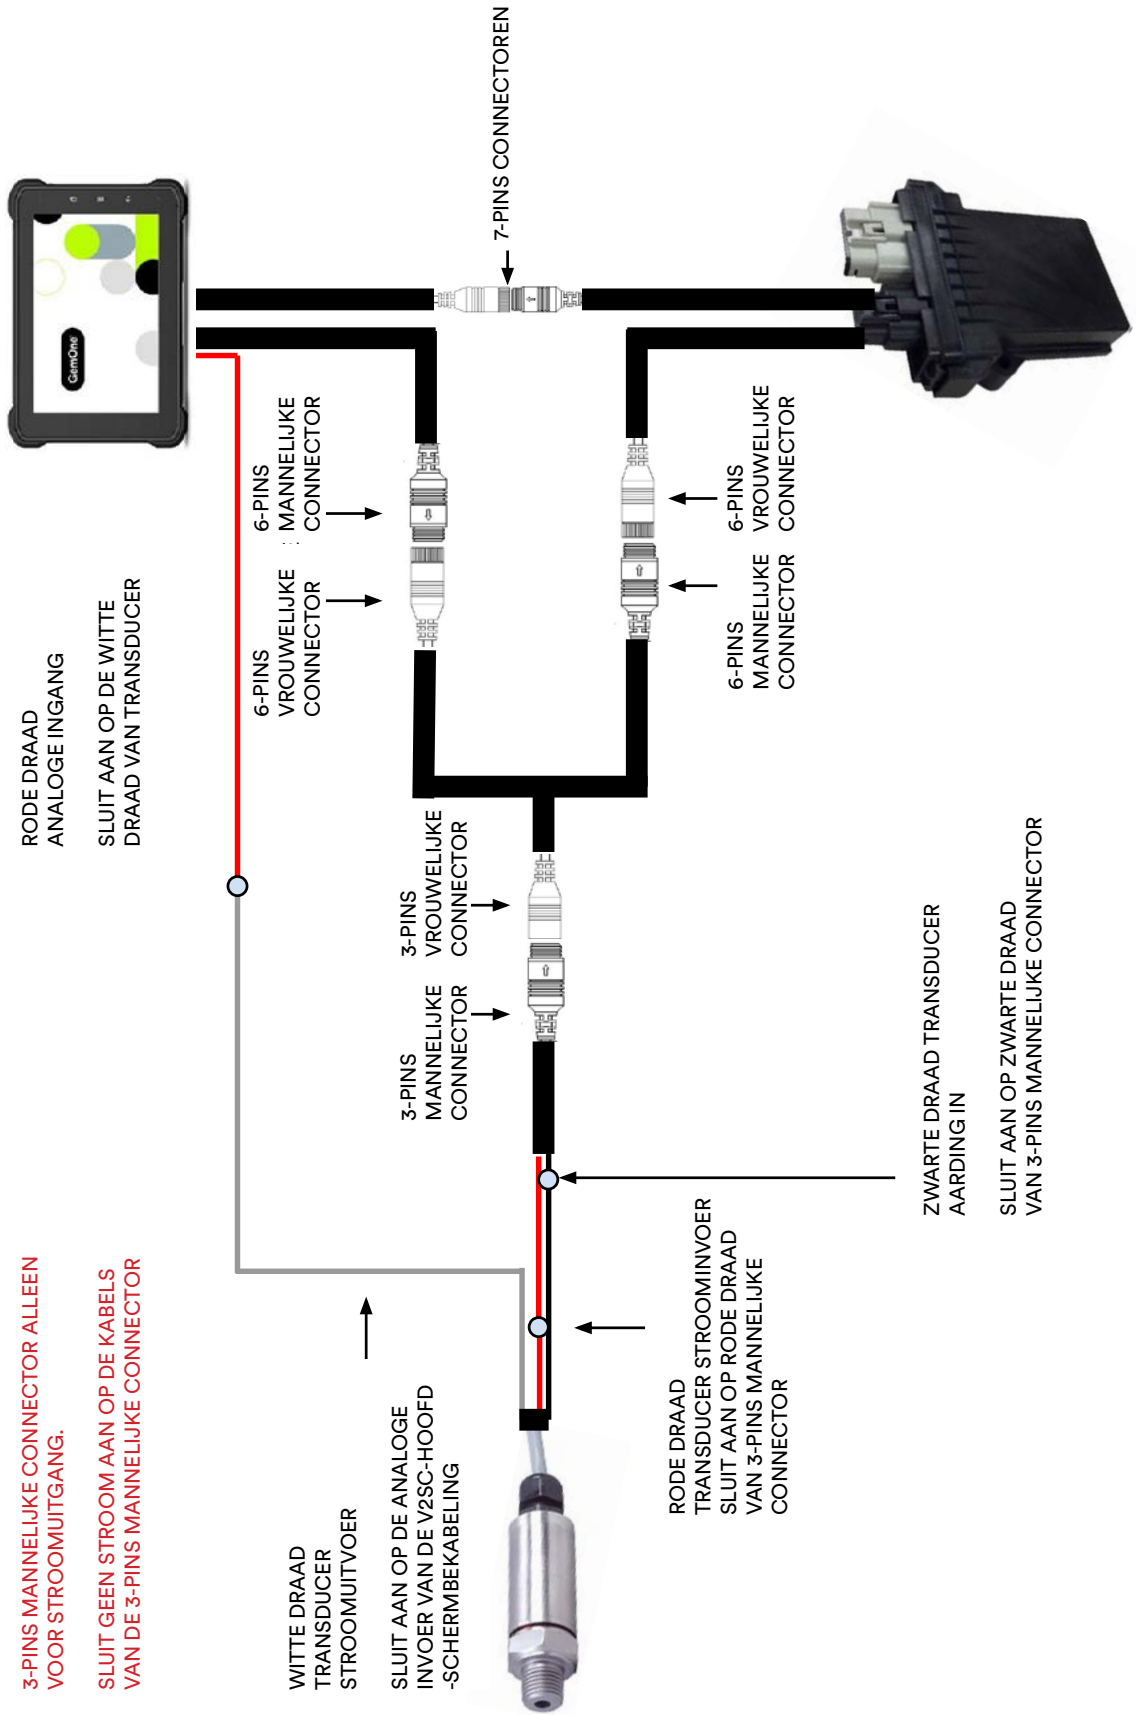 3-PINS MANNELIJKE CONNECTOR ALLEEN
VOOR STROOMUITGANG.
SLUIT GEEN STROOM AAN OP DE KABELS
VAN DE 3-PINS MANNELIJKE CONNECTOR
RODE DRAAD
ANALOGE INGANG
SLUIT AAN OP DE WITTE
DRAAD VAN TRANSDUCER
GemOne
WITTE DRAAD
TRANSDUCER
STROOMUITVOER
SLUIT AAN OP DE ANALOGE
INVOER VAN DE V2SC-HOOFD
-SCHERMBEKABELING
6-PINS
VROUWELIJKE
CONNECTOR
6-PINS
MANNELIJKE
CONNECTOR
3-PINS
MANNELIJKE
CONNECTOR
3-PINS
VROUWELIJKE
CONNECTOR
7-PINS CONNECTOREN
RODE DRAAD
TRANSDUCER STROOMINVOER
SLUIT AAN OP RODE DRAAD
VAN 3-PINS MANNELIJKE
CONNECTOR
6-PINS
MANNELIJKE
CONNECTOR
6-PINS
VROUWELIJKE
CONNECTOR
ZWARTE DRAAD TRANSDUCER
AARDING IN
SLUIT AAN OP ZWARTE DRAAD
VAN 3-PINS MANNELIJKE CONNECTOR